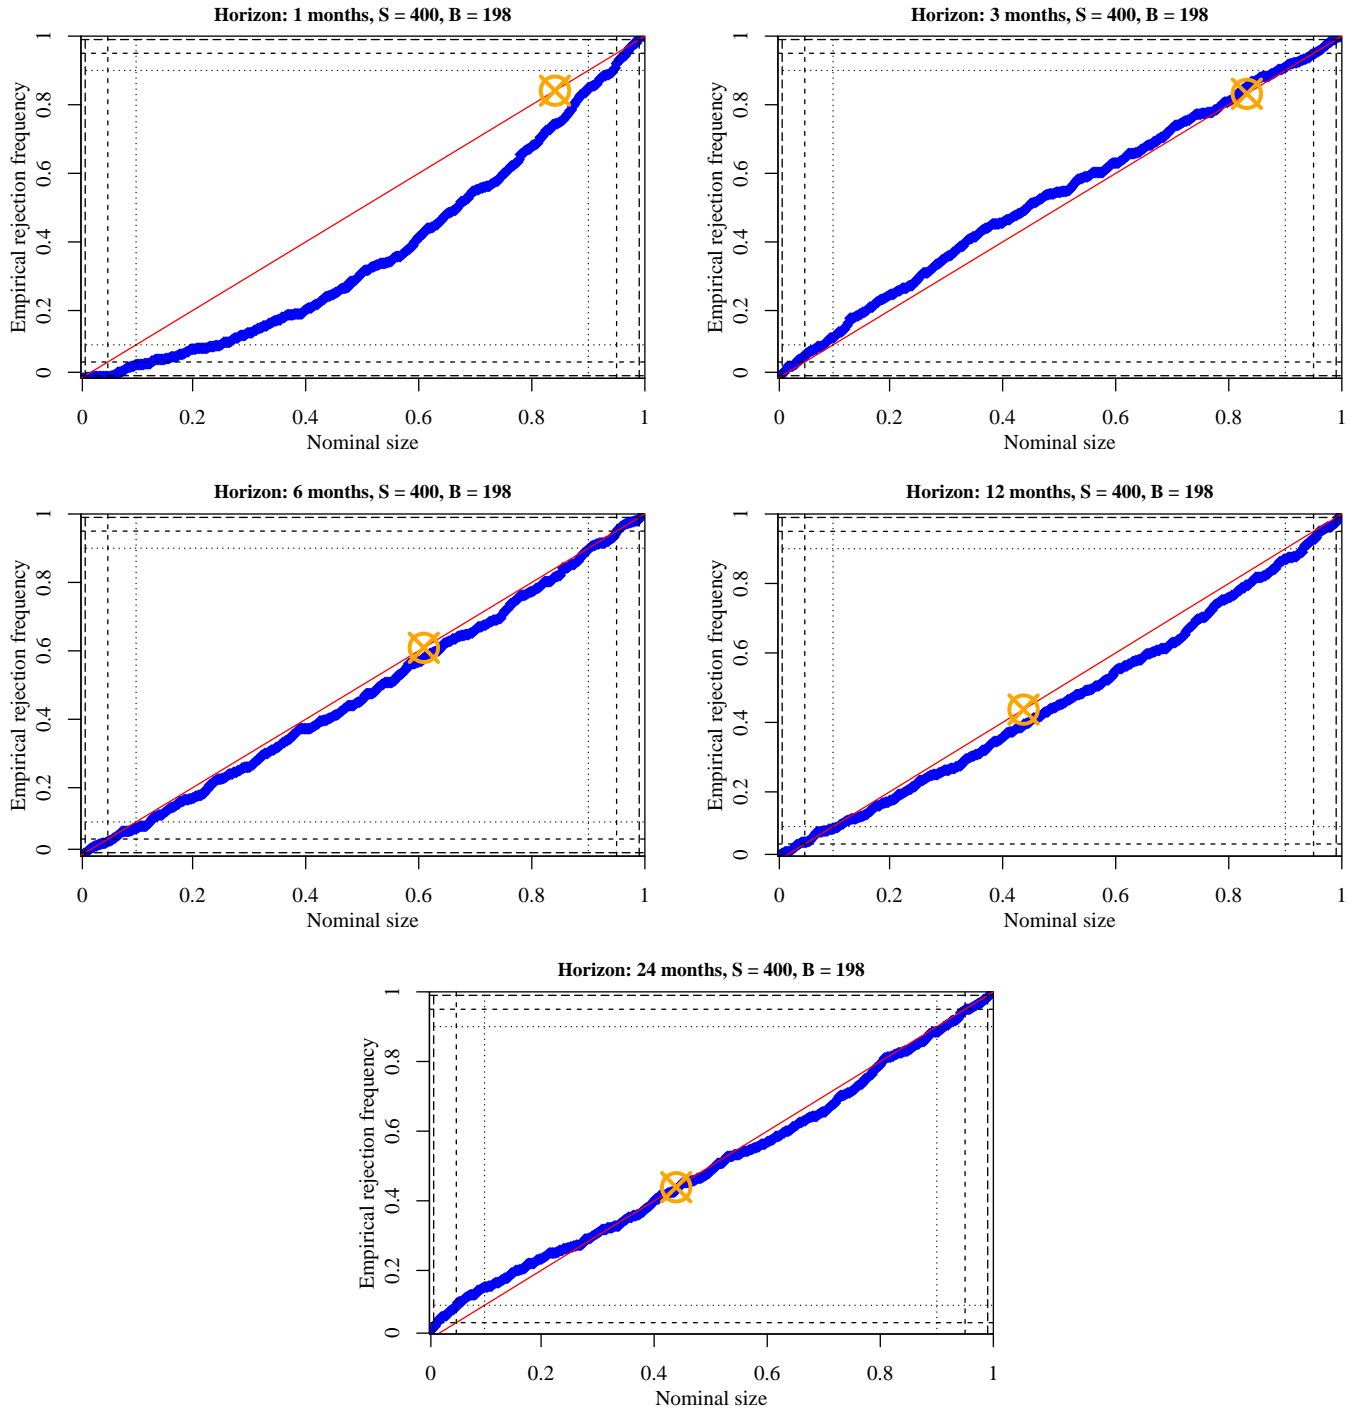 Horizon: 1 months, S = 400, B = 198
Empirical rejection frequency
0 0.2 0.4 0.6 0.8 1
0 0.2 0.4 0.6 0.8 1
Nominal size
Horizon: 3 months, S = 400, B = 198
Empirical rejection frequency
0 0.2 0.4 0.6 0.8 1
0 0.2 0.4 0.6 0.8 1
Nominal size
Horizon: 6 months, S = 400, B = 198
Empirical rejection frequency
0 0.2 0.4 0.6 0.8 1
0 0.2 0.4 0.6 0.8 1
Nominal size
Horizon: 12 months, S = 400, B = 198
Empirical rejection frequency
0 0.2 0.4 0.6 0.8 1
0 0.2 0.4 0.6 0.8 1
Nominal size
Horizon: 24 months, S = 400, B = 198
Empirical rejection frequency
0 0.2 0.4 0.6 0.8 1
0 0.2 0.4 0.6 0.8 1
Nominal size